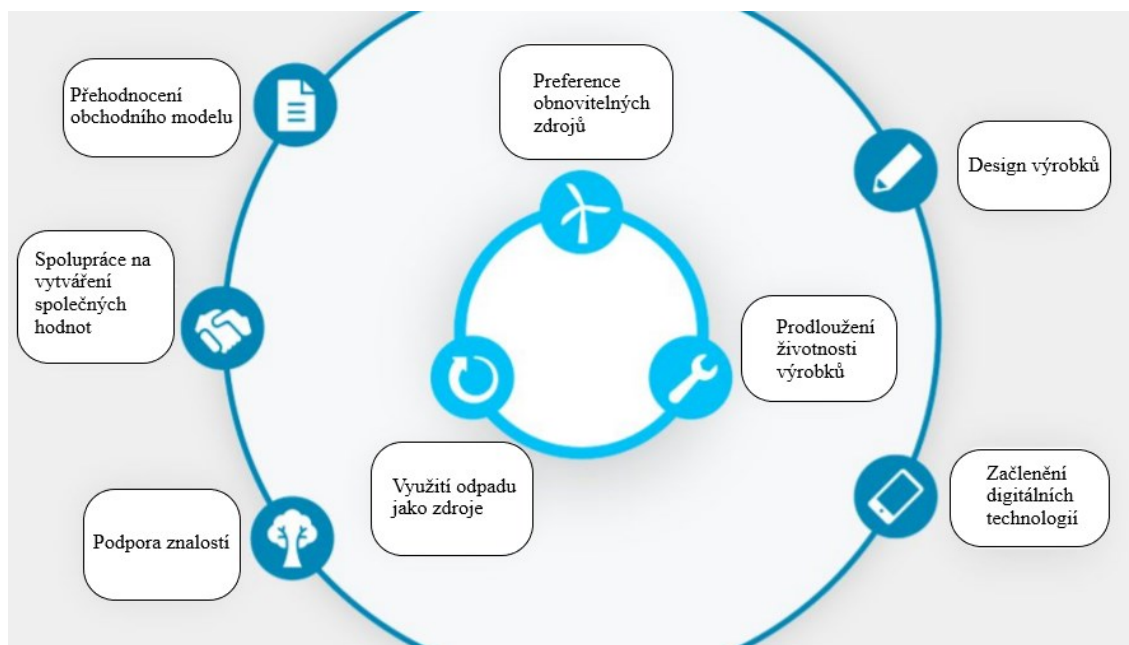 Přehodnocení
obchodního modelu
Preference
obnovitelných
zdrojů
Design výrobků
Spolupráce na
vytváření
společných
hodnot
Prodloužení
životnosti
výrobků
Využití odpadu
jako zdroje
Začlenění
digitálních
technologií
Podpora znalostí